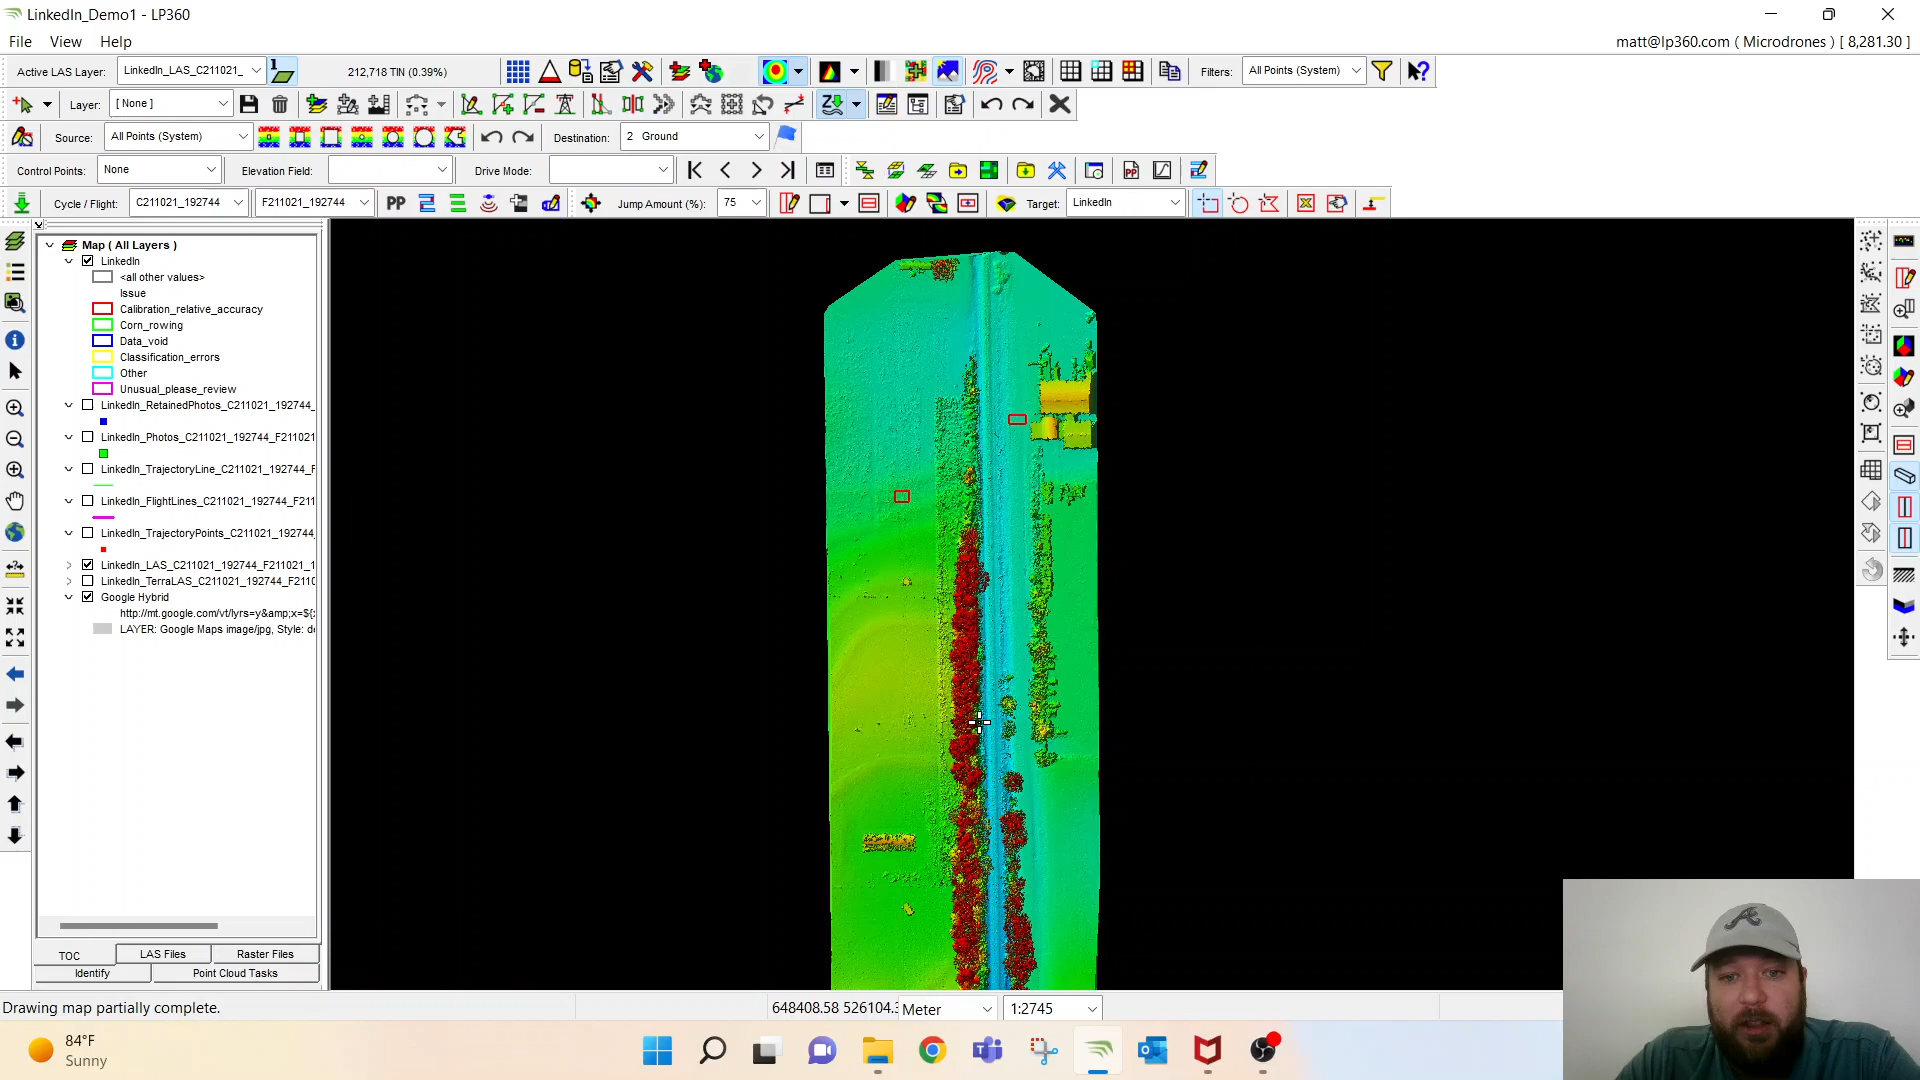 LinkedIn_Demo1 - LP360
File View Help
matt@lp360.com ( Microdrones ) [ 8,281.30 ]
Active LAS Layer: LinkedIn_LAS_C211021_ 212,718 TIN (0.39%) Filters: All Points (System)
Layer: [ None ]
Source: All Points (System) Destination: 2 Ground
Control Points: None Elevation Field: Drive Mode:
Cycle / Flight: C211021_192744 F211021_192744 PP Jump Amount (%): 75 Target: LinkedIn
Map ( All Layers )
LinkedIn
<all other values>
Issue
Calibration_relative_accuracy
Corn_rowing
Data_void
Classification_errors
Other
Unusual_please_review
LinkedIn_RetainedPhotos_C211021_192744_
LinkedIn_Photos_C211021_192744_F211021
LinkedIn_TrajectoryLine_C211021_192744_F
LinkedIn_FlightLines_C211021_192744_F211
LinkedIn_TrajectoryPoints_C211021_192744_
LinkedIn_LAS_C211021_192744_F211021_1
LinkedIn_TerraLAS_C211021_192744_F2110
Google Hybrid
http://mt.google.com/vt/lyrs=y&amp;x=${
LAYER: Google Maps image/jpg, Style: de
TOC LAS Files Raster Files
Identify Point Cloud Tasks
Drawing map partially complete. 648408.58 526104. Meter 1:2745
84°F
Sunny